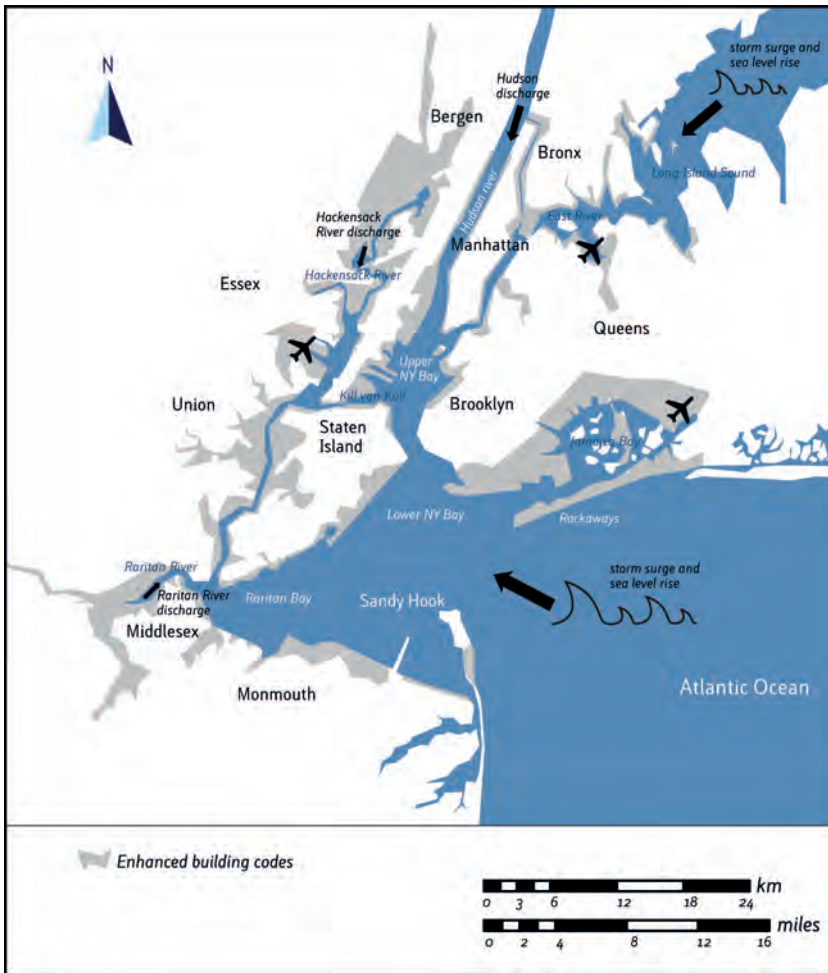 N
storm surge and
sea level rise
Hudson
discharge
Bergen
Bronx
Long Island Sound
Hudson river
East River
Hackensack
River discharge
Manhattan
Hackensack River
Essex
Queens
Upper
NY Bay
Kill van Kull
Brooklyn
Union
Staten
Island
Jamaica Bay
Lower NY Bay
Rockaways
Raritan River
Raritan River
discharge
Raritan Bay
Sandy Hook
storm surge and
sea level rise
Middlesex
Monmouth
Atlantic Ocean
Enhanced building codes
km
0 3 6 12 18 24
miles
0 2 4 8 12 16